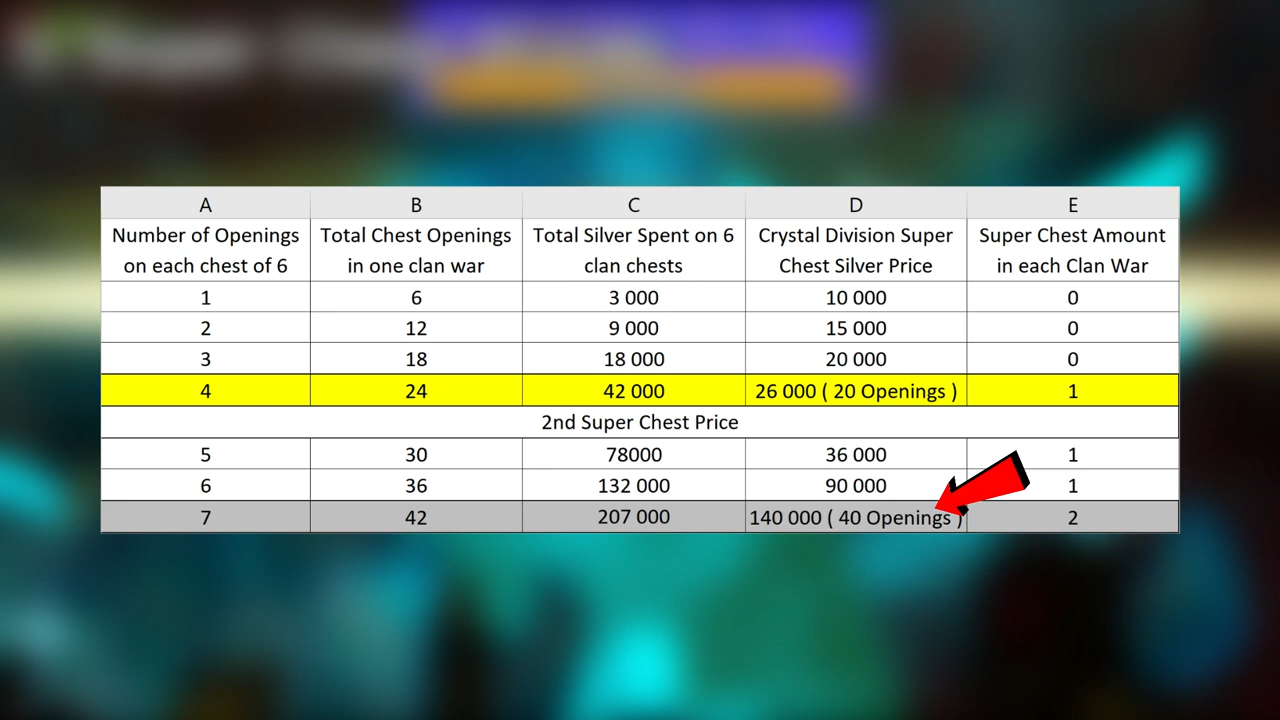 A B C D E
Number of Openings on each chest of 6 Total Chest Openings in one clan war Total Silver Spent on 6 clan chests Crystal Division Super Chest Silver Price Super Chest Amount in each Clan War
1 6 3 000 10 000 0
2 12 9 000 15 000 0
3 18 18 000 20 000 0
4 24 42 000 26 000 ( 20 Openings ) 1
2nd Super Chest Price
5 30 78000 36 000 1
6 36 132 000 90 000 1
7 42 207 000 140 000 ( 40 Openings ) 2